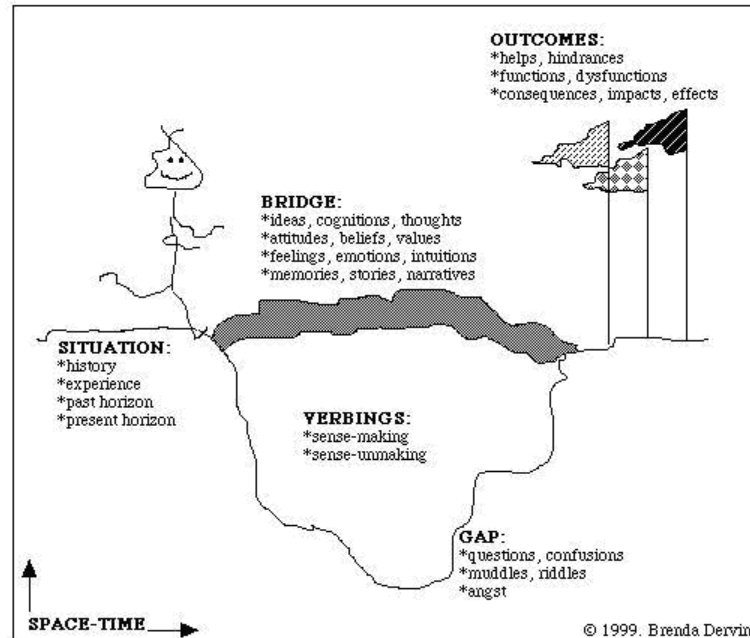 OUTCOMES:
*helps, hindrances
*functions, dysfunctions
*consequences, impacts, effects
BRIDGE:
*ideas, cognitions, thoughts
*attitudes, beliefs, values
*feelings, emotions, intuitions
*memories, stories, narratives
SITUATION:
*history
*experience
*past horizon
*present horizon
VERBINGS:
*sense-making
*sense-unmaking
GAP:
*questions, confusions
*muddles, riddles
*angst
SPACE-TIME
© 1999. Brenda Dervin